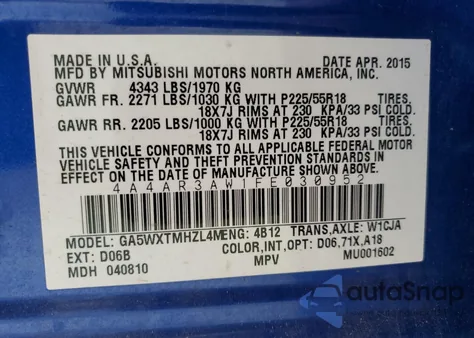 MADE IN U.S.A. DATE APR. 2015
MFD BY MITSUBISHI MOTORS NORTH AMERICA, INC.
GVWR 4343 LBS/1970 KG
GAWR FR. 2271 LBS/1030 KG WITH P225/55R18 TIRES,
18X7J RIMS AT 230 KPA/33 PSI COLD.
GAWR RR. 2205 LBS/1000 KG WITH P225/55R18 TIRES,
18X7J RIMS AT 230 KPA/33 PSI COLD.
THIS VEHICLE CONFORMS TO ALL APPLICABLE FEDERAL MOTOR
VEHICLE SAFETY AND THEFT PREVENTION STANDARDS IN
EFFECT ON THE DATE OF MANUFACTURE SHOWN ABOVE.
4A4AR3AW1FE030952
MODEL: GA5WXTMHZL4MENG: 4B12 TRANS,AXLE: W1CJA
EXT: D06B COLOR,INT,OPT: D06,71X,A18
MDH 040810 MPV MU001602
autoSnap